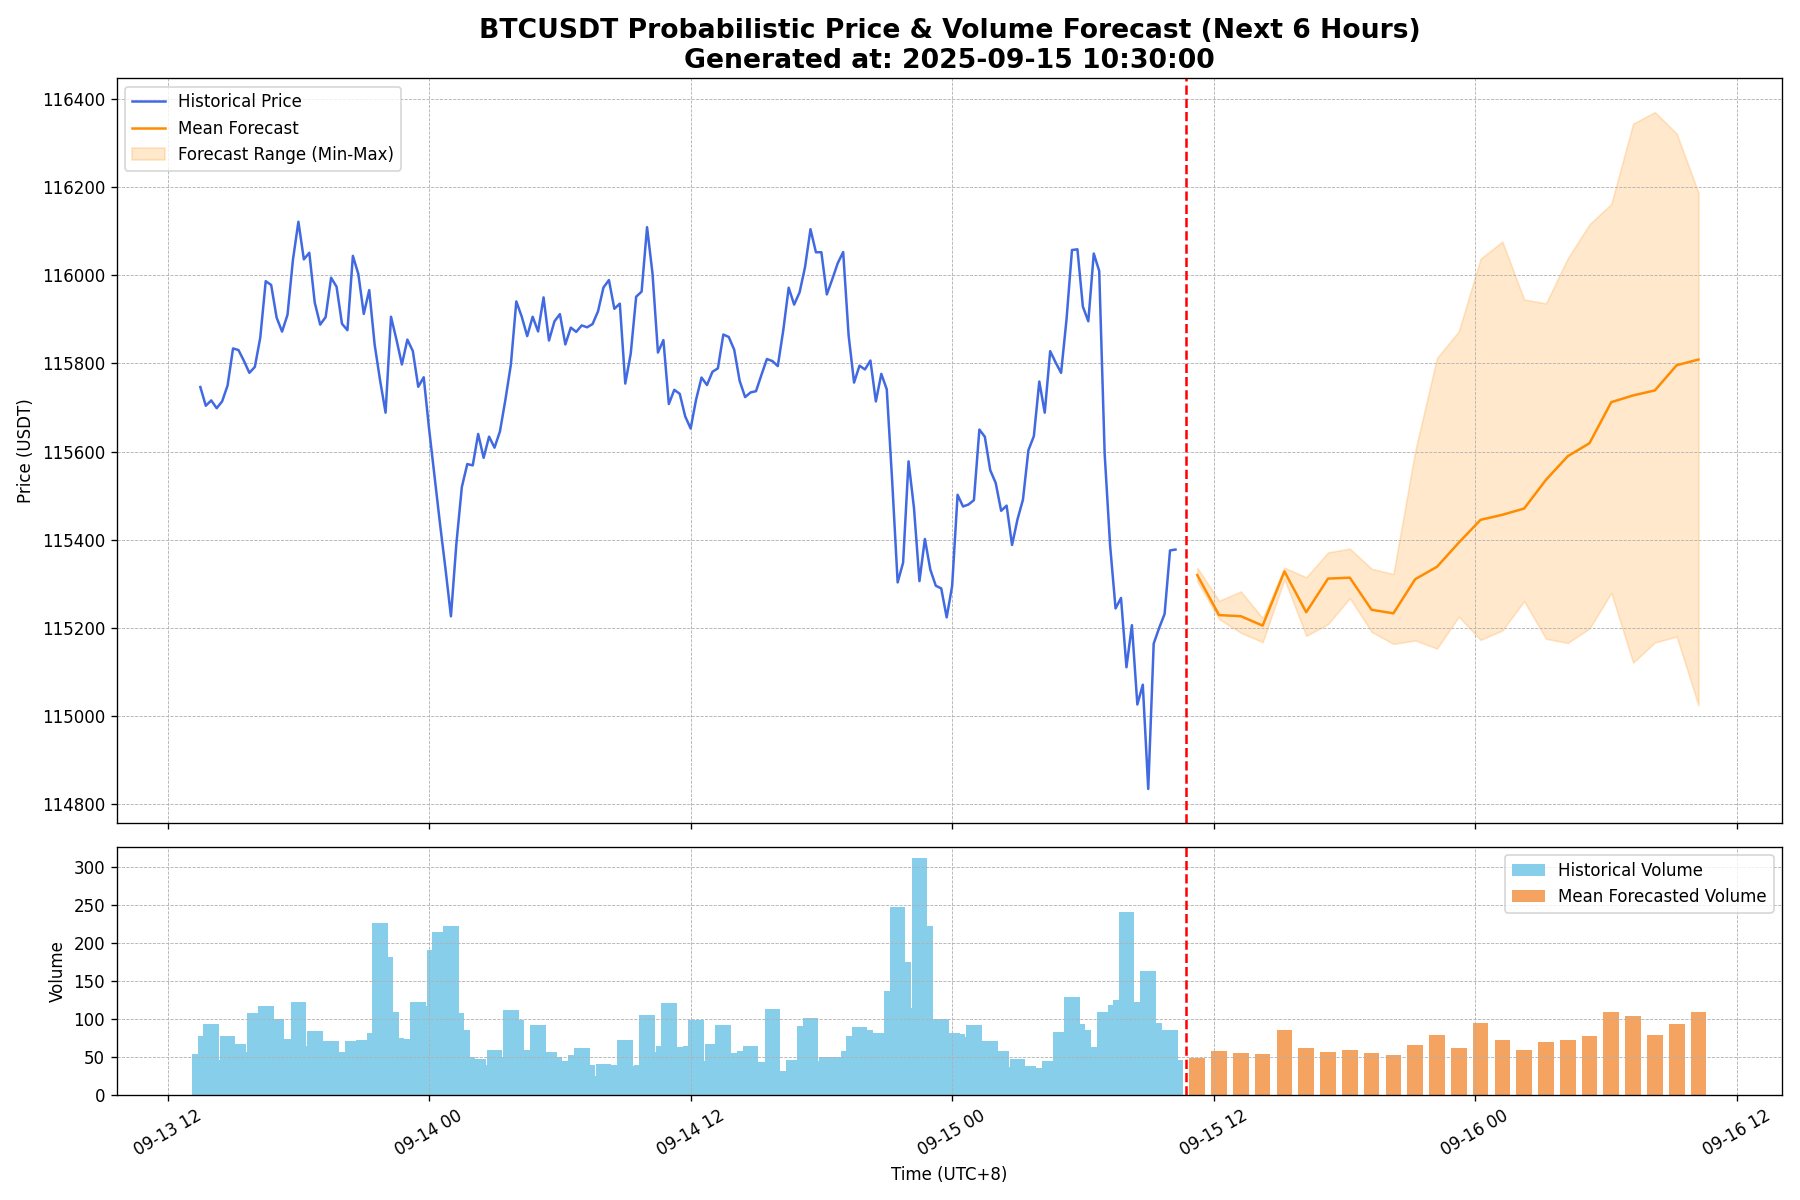 BTCUSDT Probabilistic Price & Volume Forecast (Next 6 Hours)
Generated at: 2025-09-15 10:30:00
Historical Price
Mean Forecast
Forecast Range (Min-Max)
116400
116200
116000
115800
115600
115400
115200
115000
114800
Price (USDT)
Historical Volume
Mean Forecasted Volume
300
250
200
150
100
50
0
Volume
09-13 12
09-14 00
09-14 12
09-15 00
09-15 12
09-16 00
09-16 12
Time (UTC+8)